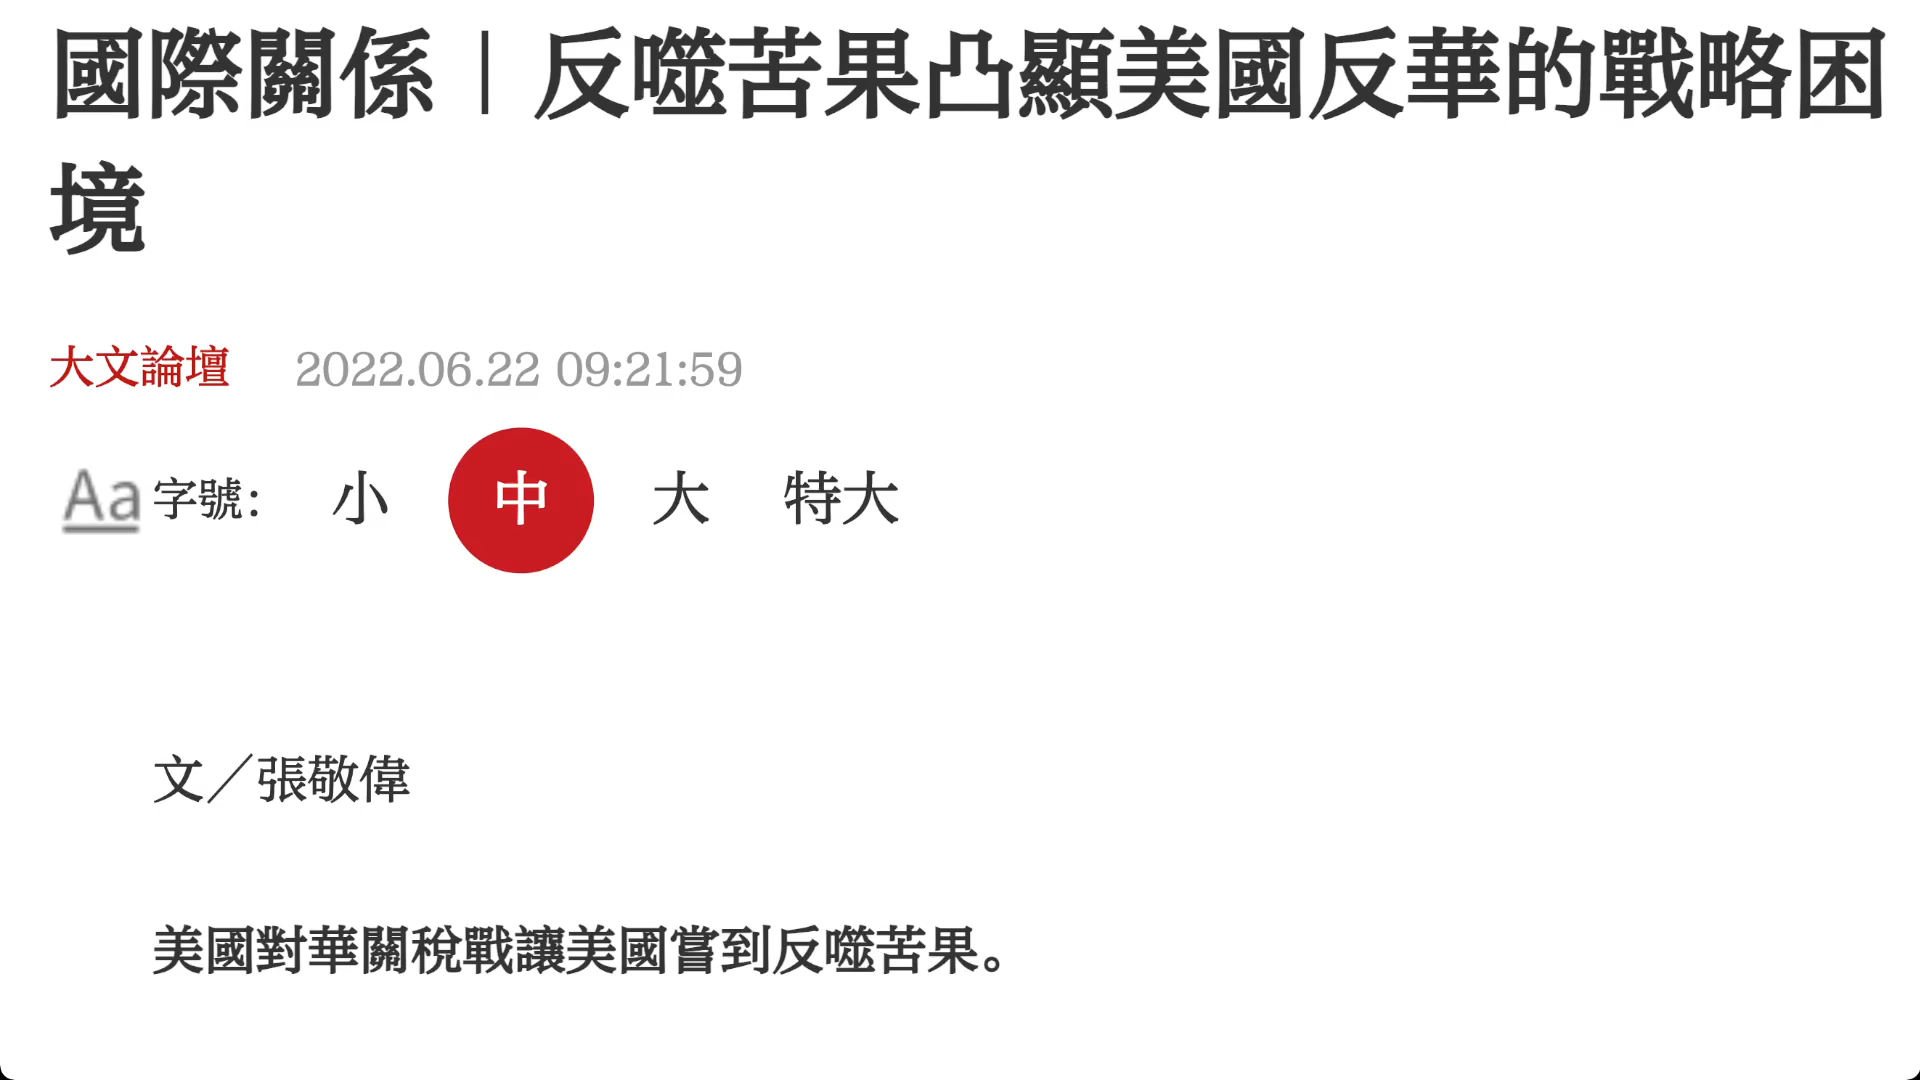 國際關係｜反噬苦果凸顯美國反華的戰略困
境
大文論壇 2022.06.22 09:21:59
Aa 字號： 小 中 大 特大
文／張敬偉
美國對華關稅戰讓美國嘗到反噬苦果。